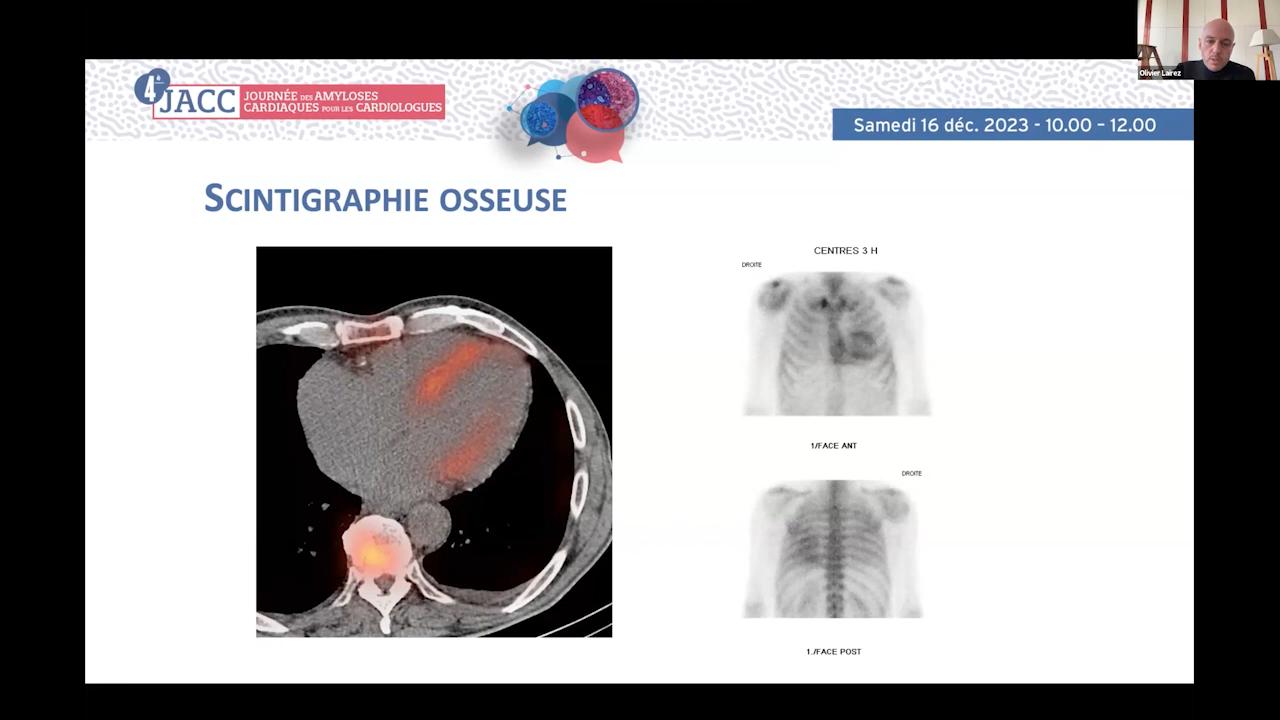 4è
JACC
JOURNÉE DES AMYLOSES
CARDIAQUES POUR LES CARDIOLOGUES
Samedi 16 déc. 2023 - 10.00 - 12.00
Olivier Lairez
SCINTIGRAPHIE OSSEUSE
CENTRES 3 H
DROITE
1/FACE ANT
DROITE
1./FACE POST